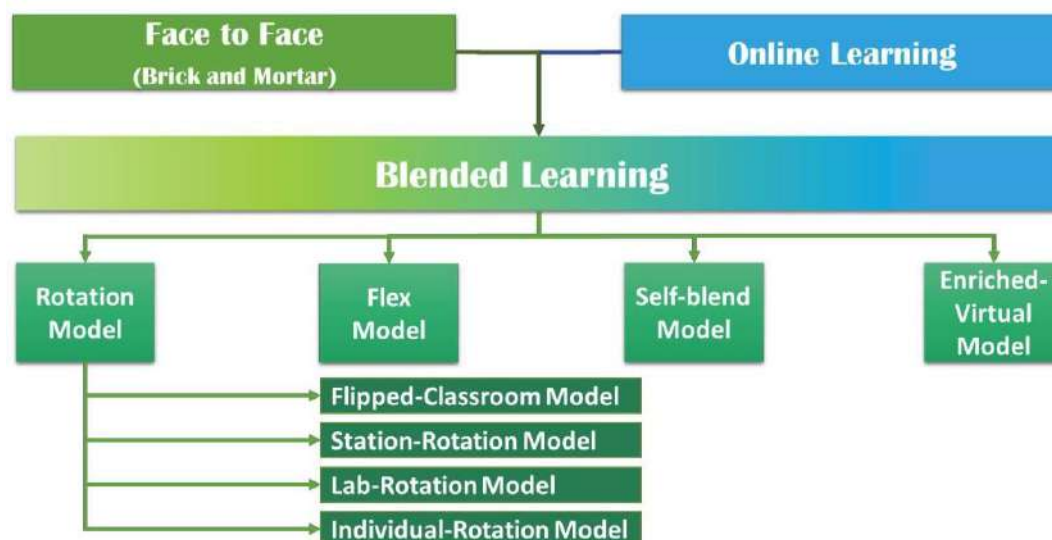 Face to Face
(Brick and Mortar)
Online Learning
Blended Learning
Rotation
Model
Flex
Model
Self-blend
Model
Enriched-
Virtual
Model
Flipped-Classroom Model
Station-Rotation Model
Lab-Rotation Model
Individual-Rotation Model